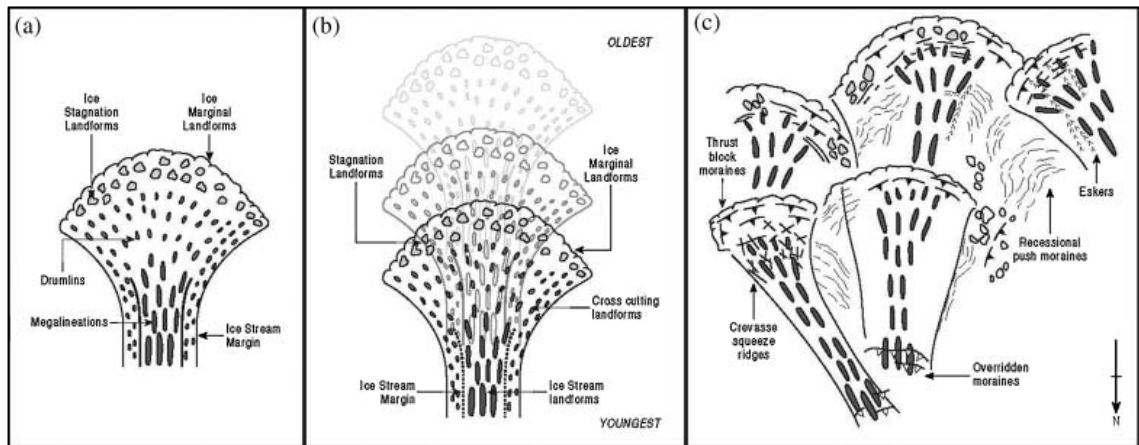 (a)
Ice
Stagnation
Landforms
Ice
Marginal
Landforms
Drumlins
Megalineations
Ice Stream
Margin
(b)
OLDEST
Stagnation
Landforms
Ice
Marginal
Landforms
Cross cutting
landforms
Ice Stream
Margin
Ice Stream
landforms
YOUNGEST
(c)
Thrust
block
moraines
Eskers
Recessional
push moraines
Crevasse
squeeze
ridges
Overridden
moraines
N